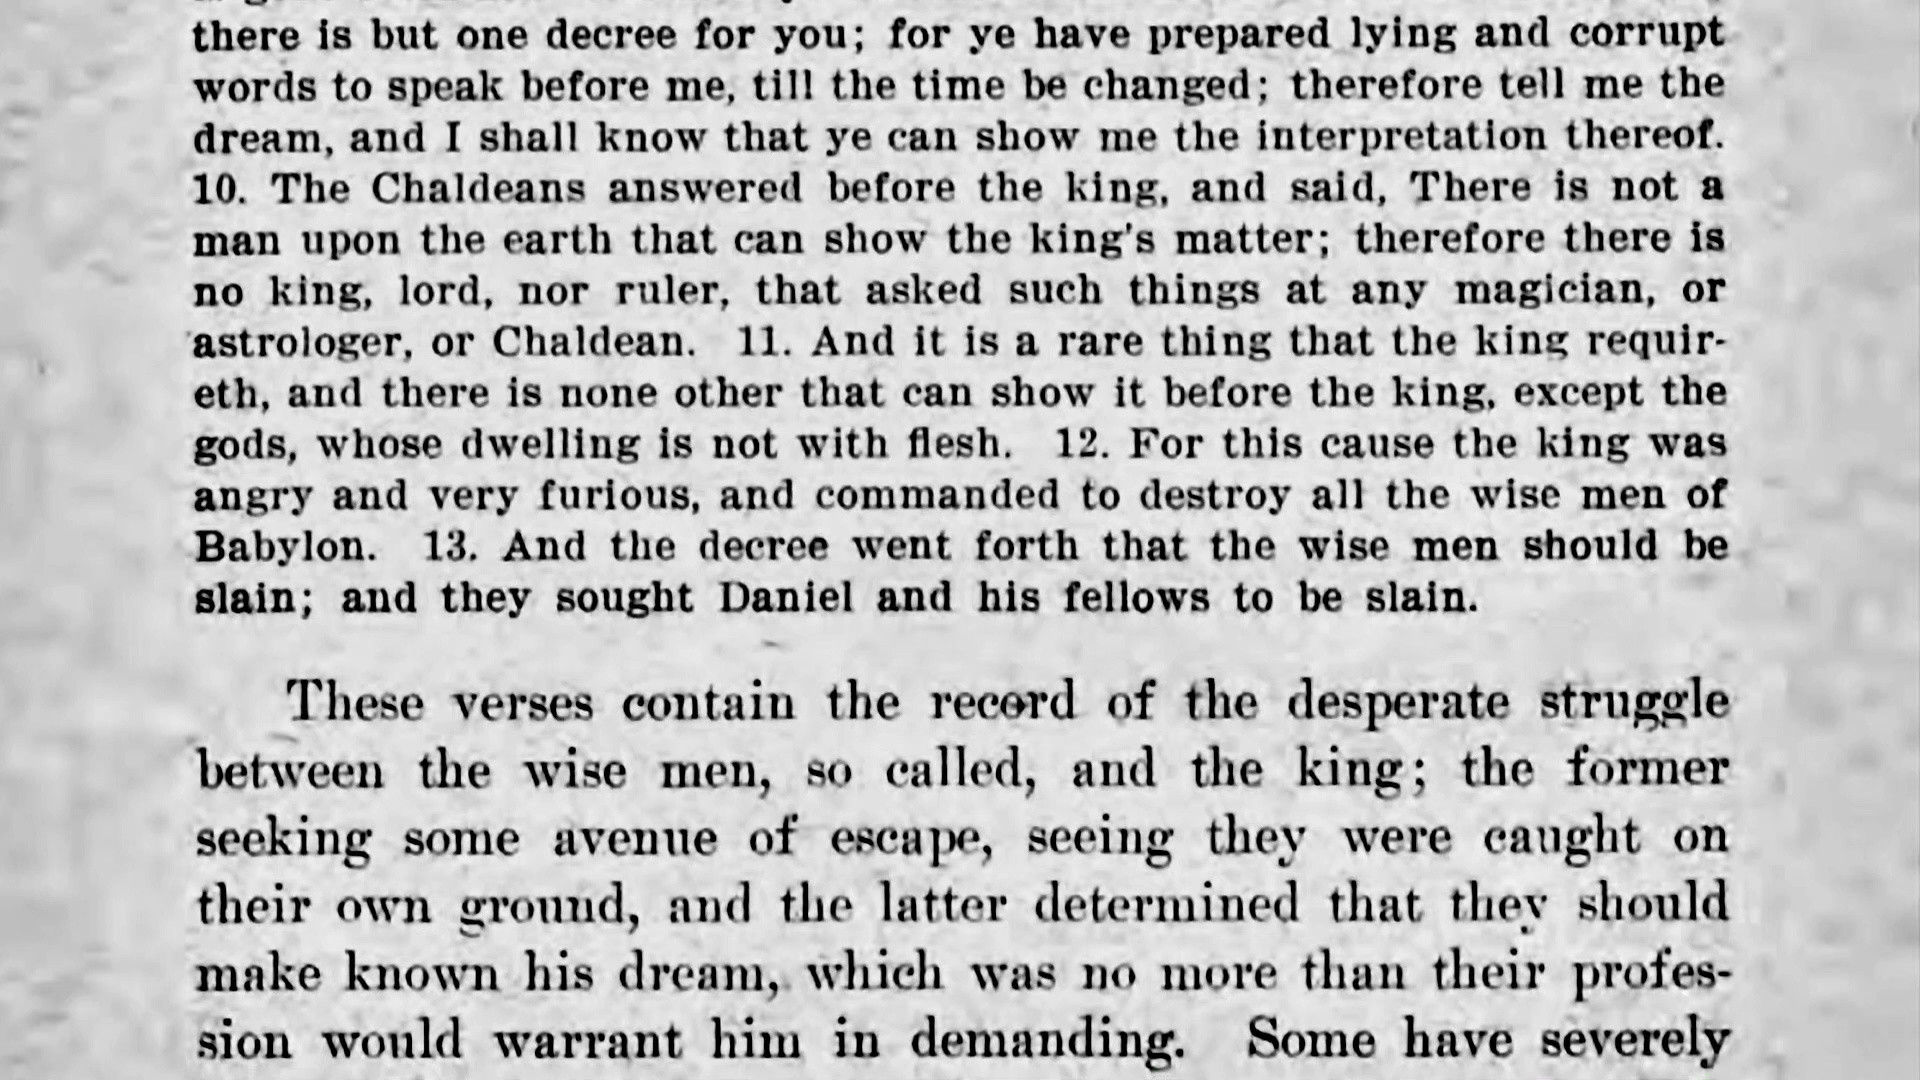 there is but one decree for you; for ye have prepared lying and corrupt
words to speak before me, till the time be changed; therefore tell me the
dream, and I shall know that ye can show me the interpretation thereof.
10. The Chaldeans answered before the king, and said, There is not a
man upon the earth that can show the king's matter; therefore there is
no king, lord, nor ruler, that asked such things at any magician, or
astrologer, or Chaldean. 11. And it is a rare thing that the king requir-
eth, and there is none other that can show it before the king, except the
gods, whose dwelling is not with flesh. 12. For this cause the king was
angry and very furious, and commanded to destroy all the wise men of
Babylon. 13. And the decree went forth that the wise men should be
slain; and they sought Daniel and his fellows to be slain.
These verses contain the record of the desperate struggle
between the wise men, so called, and the king; the former
seeking some avenue of escape, seeing they were caught on
their own ground, and the latter determined that they should
make known his dream, which was no more than their profes-
sion would warrant him in demanding. Some have severely